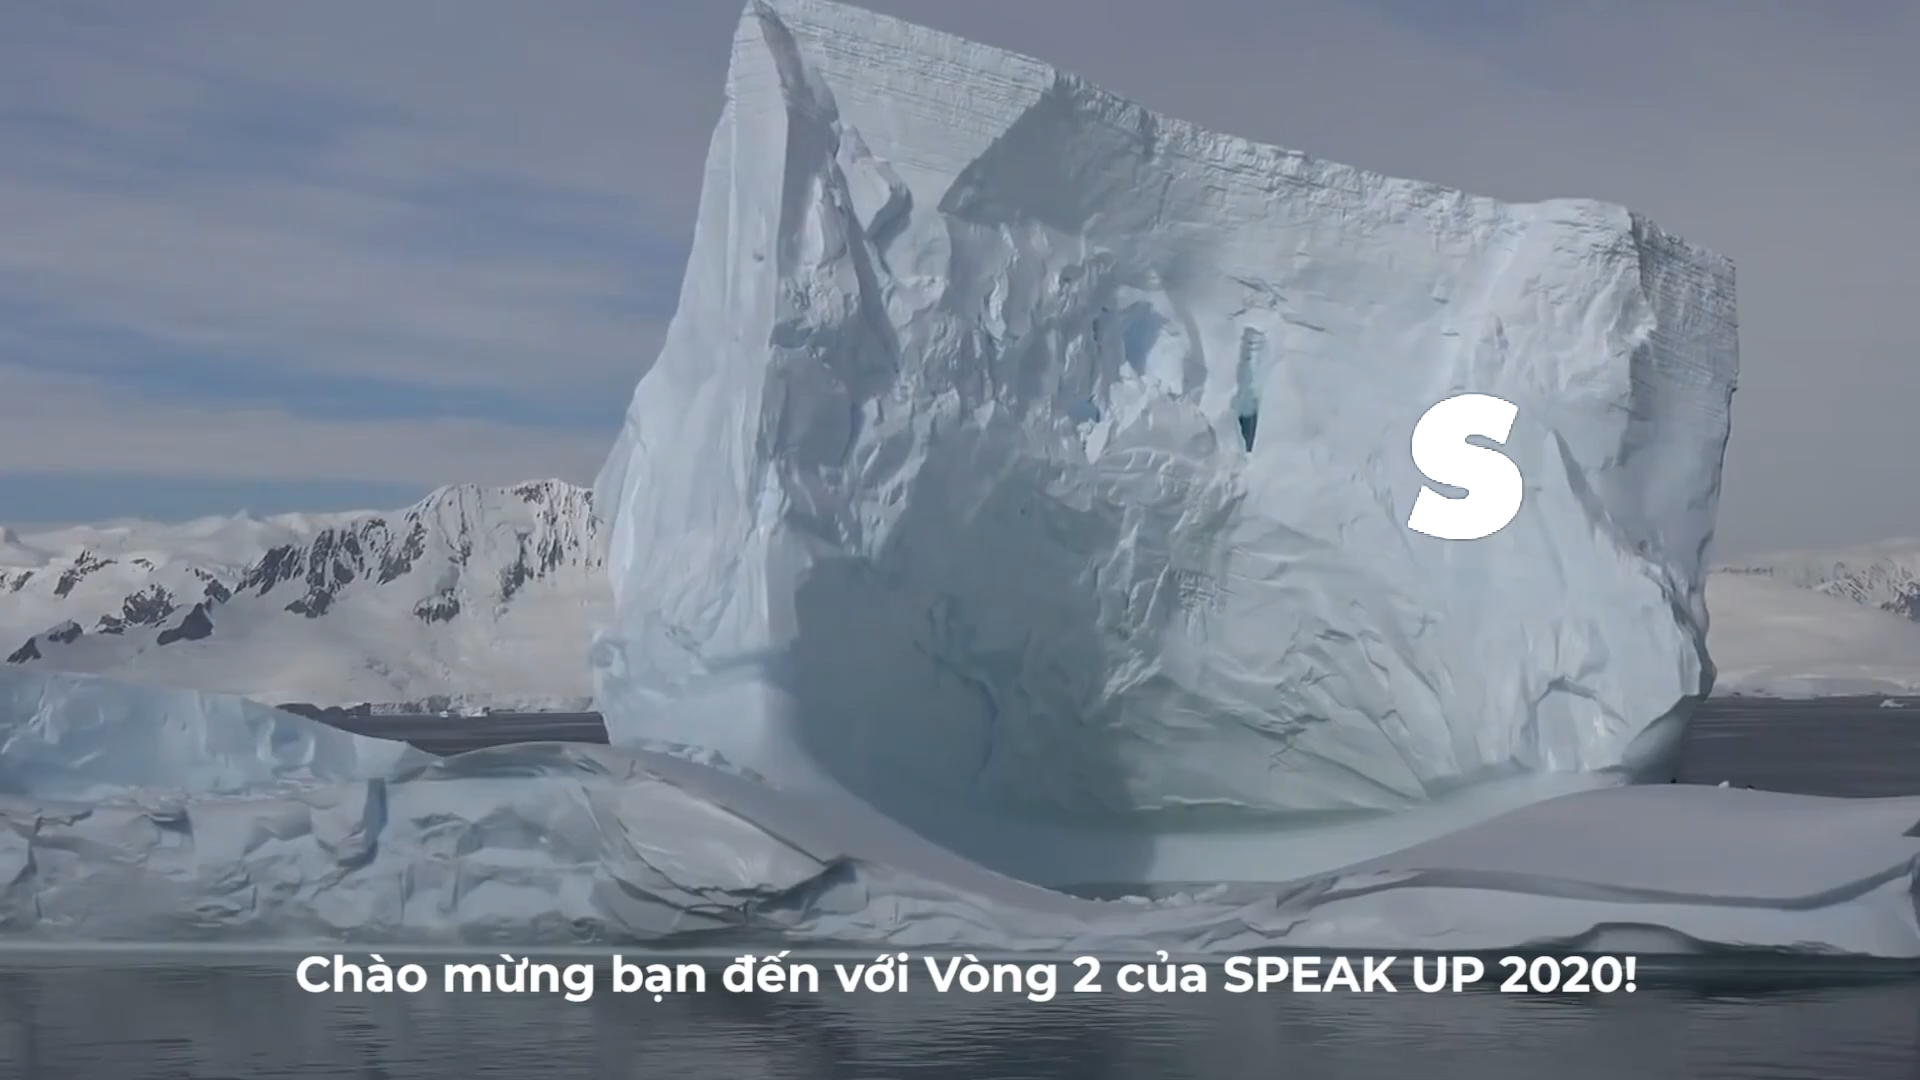 S
Chào mừng bạn đến với Vòng 2 của SPEAK UP 2020!